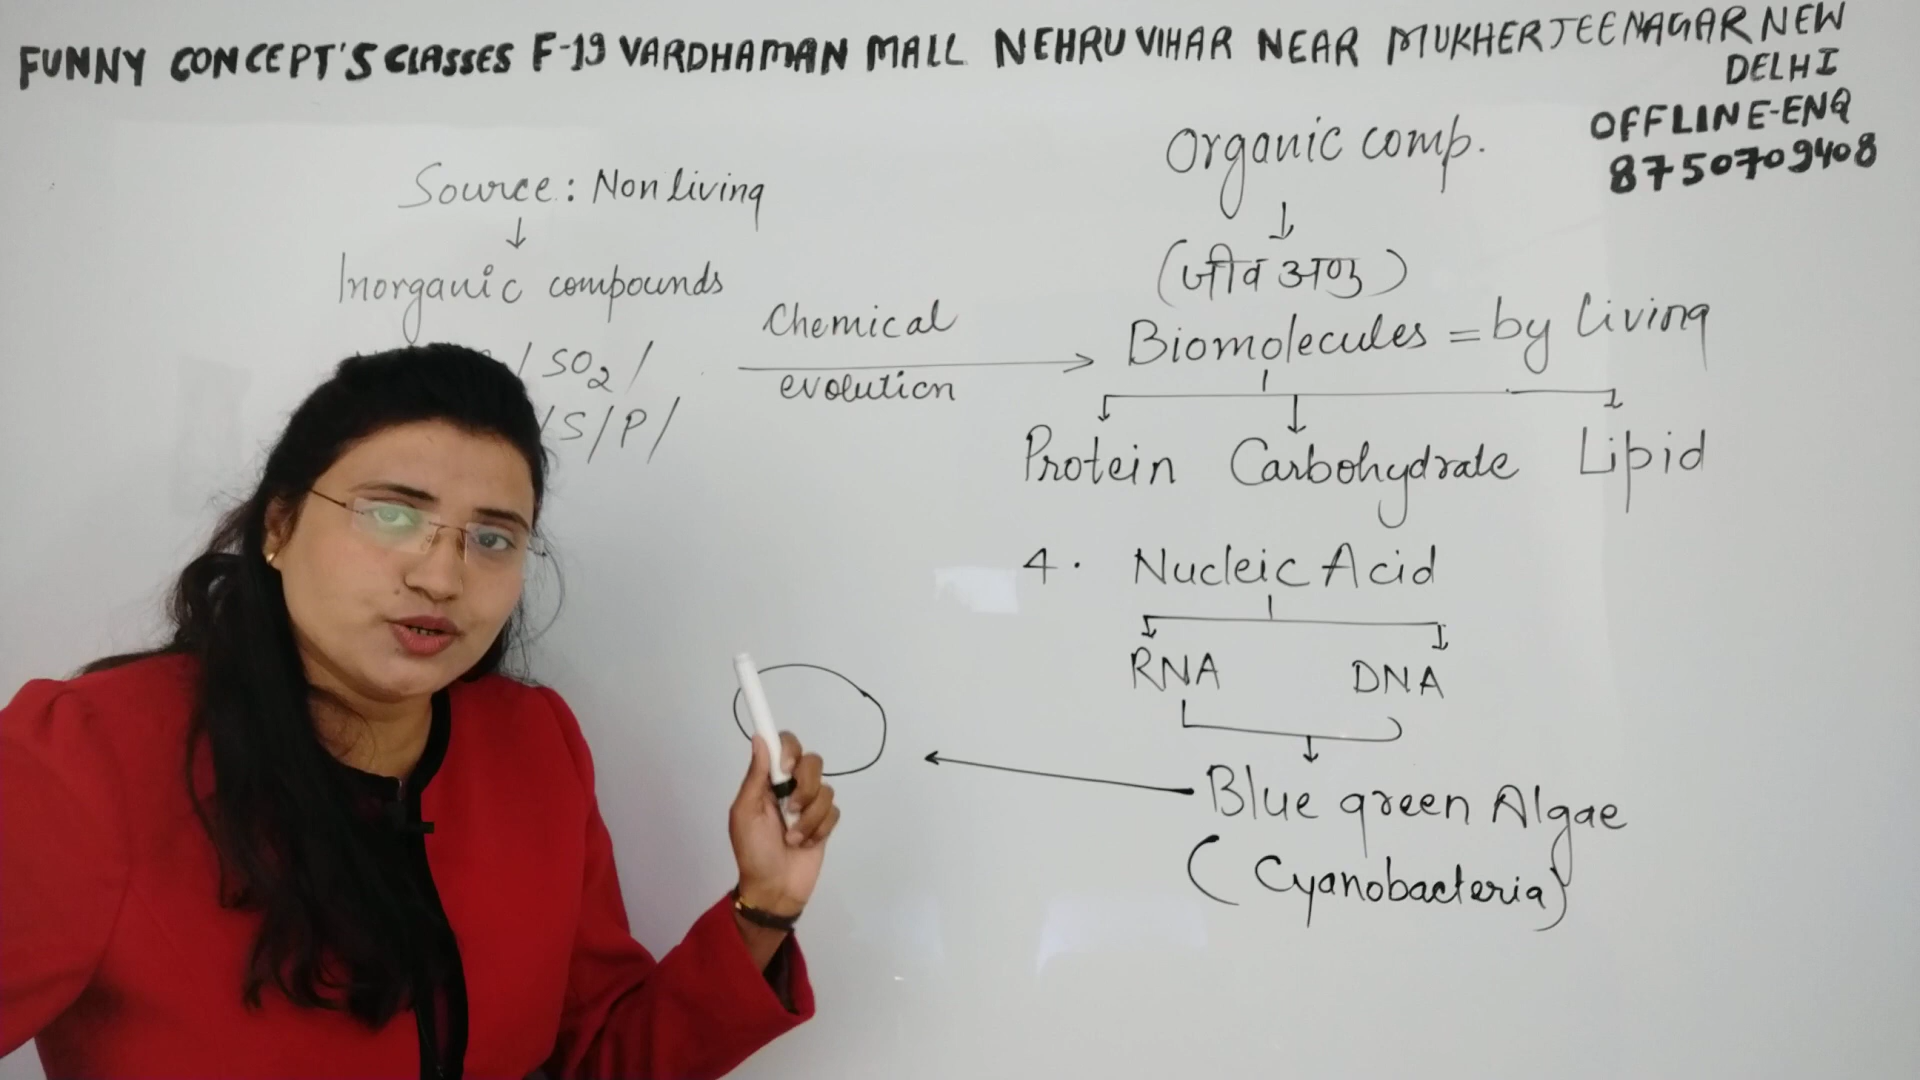 FUNNY CONCEPT'S CLASSES F-19 VARDHAMAN MALL NEHRU VIHAR NEAR MUKHERJEE NAGAR NEW
DELHI
OFFLINE-ENQ
8750709408
Source: Nonliving
Inorganic compounds
/ SO2 /
/S/P/
Chemical
evolution
Organic comp.
(जीव अणु)
Biomolecules = by living
Protein Carbohydrate Lipid
4. Nucleic Acid
RNA DNA
Blue green Algae
(Cyanobacteria)